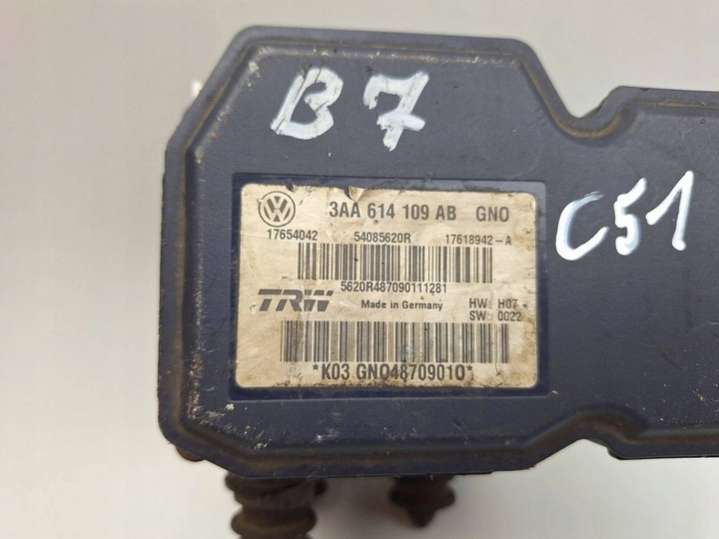 B7
C51
3AA 614 109 AB GNO
17654042 54085620R 17618942-A
5620R487090111281
TRW Made in Germany HW: H07
SW: 0022
*K03 GNO48709010*